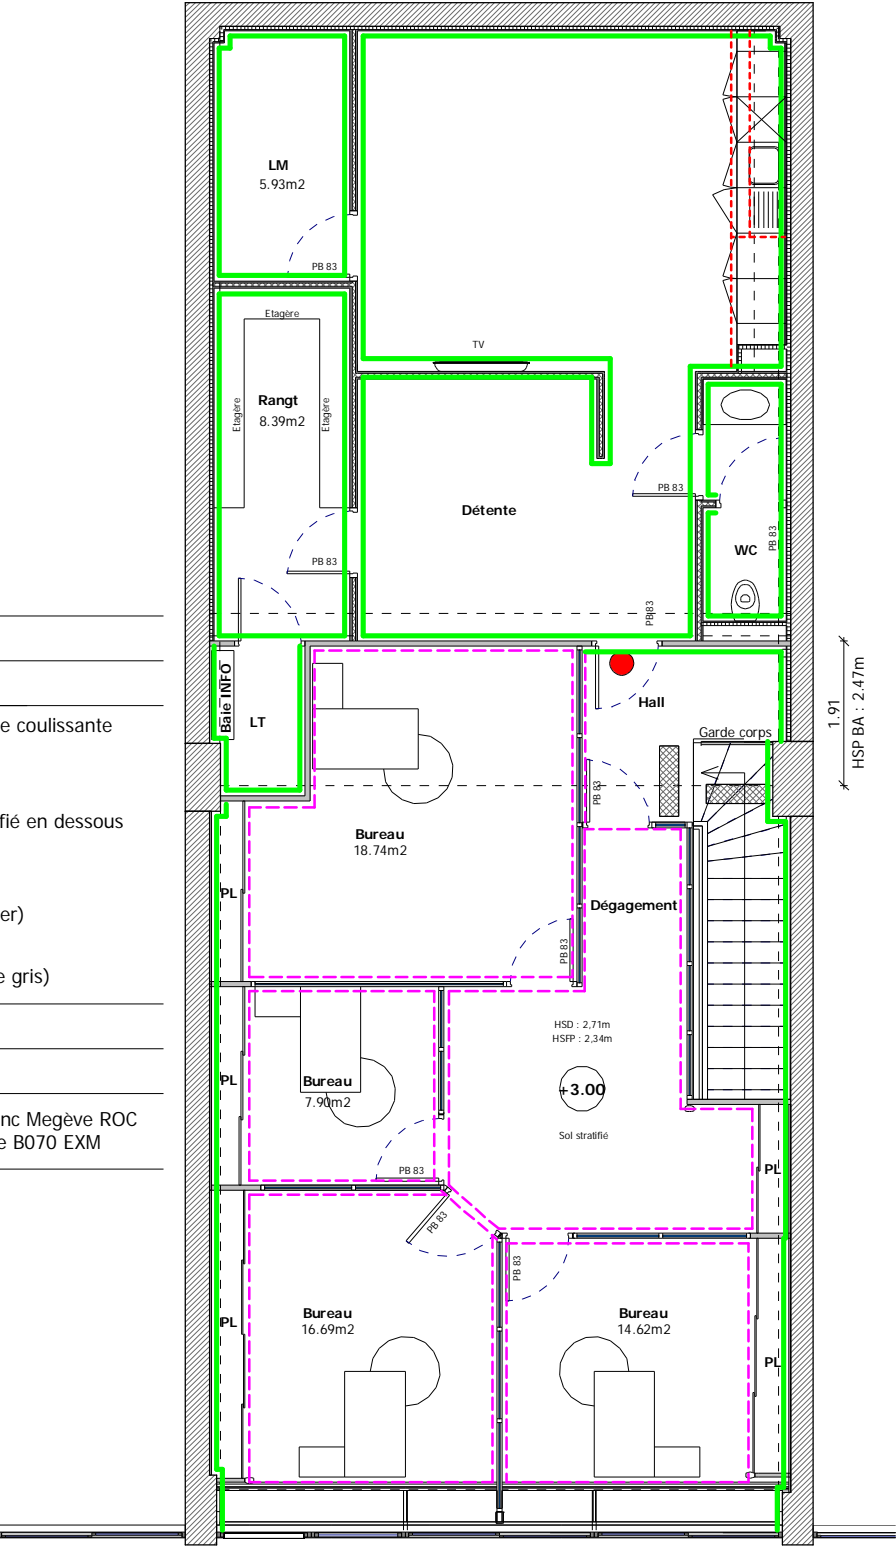 LM
5.93m2
PB 83
Etagère
TV
Rangt
8.39m2
Etagère
Etagère
PB 83
Détente
PB 83
PB 83
WC
PB 83
Baie INFO
LT
Hall
Garde corps
1.91
HSP BA : 2.47m
e coulissante
fié en dessous
er)
e gris)
nc Megève ROC
e B070 EXM
PB 83
Bureau
18.74m2
PL
Dégagement
PB 83
HSD : 2,71m
HSFP : 2,34m
+3.00
Sol stratifié
PL
Bureau
7.90m2
PB 83
PL
PB 83
PB 83
Bureau
16.69m2
PL
Bureau
14.62m2
PL